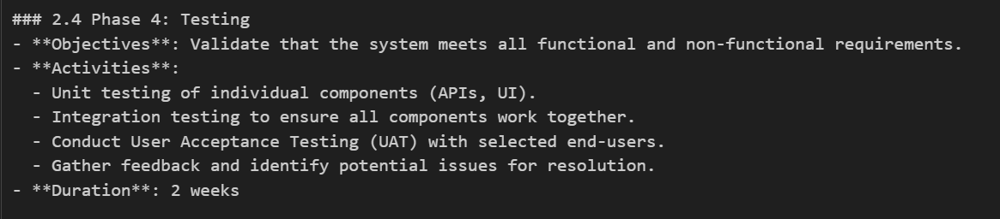 ### 2.4 Phase 4: Testing
- **Objectives**: Validate that the system meets all functional and non-functional requirements.
- **Activities**:
  - Unit testing of individual components (APIs, UI).
  - Integration testing to ensure all components work together.
  - Conduct User Acceptance Testing (UAT) with selected end-users.
  - Gather feedback and identify potential issues for resolution.
- **Duration**: 2 weeks